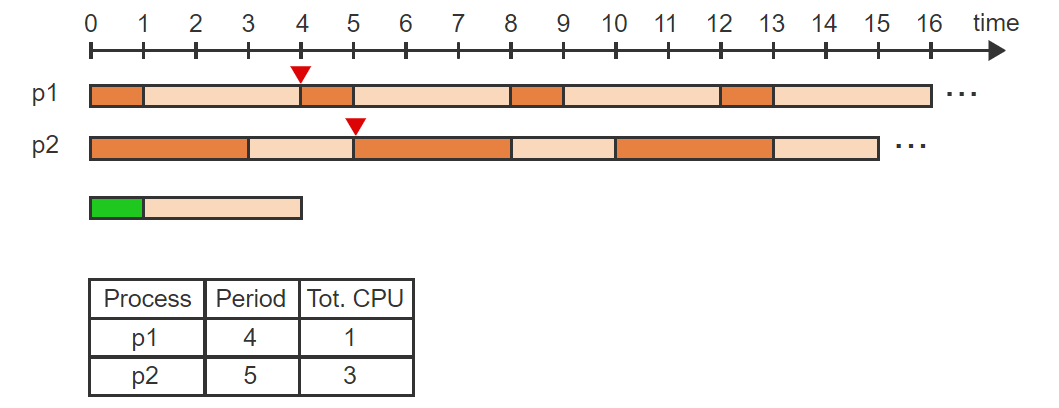 0 1 2 3 4 5 6 7 8 9 10 11 12 13 14 15 16 time
p1 ...
p2 ...
Process Period Tot. CPU
p1 4 1
p2 5 3